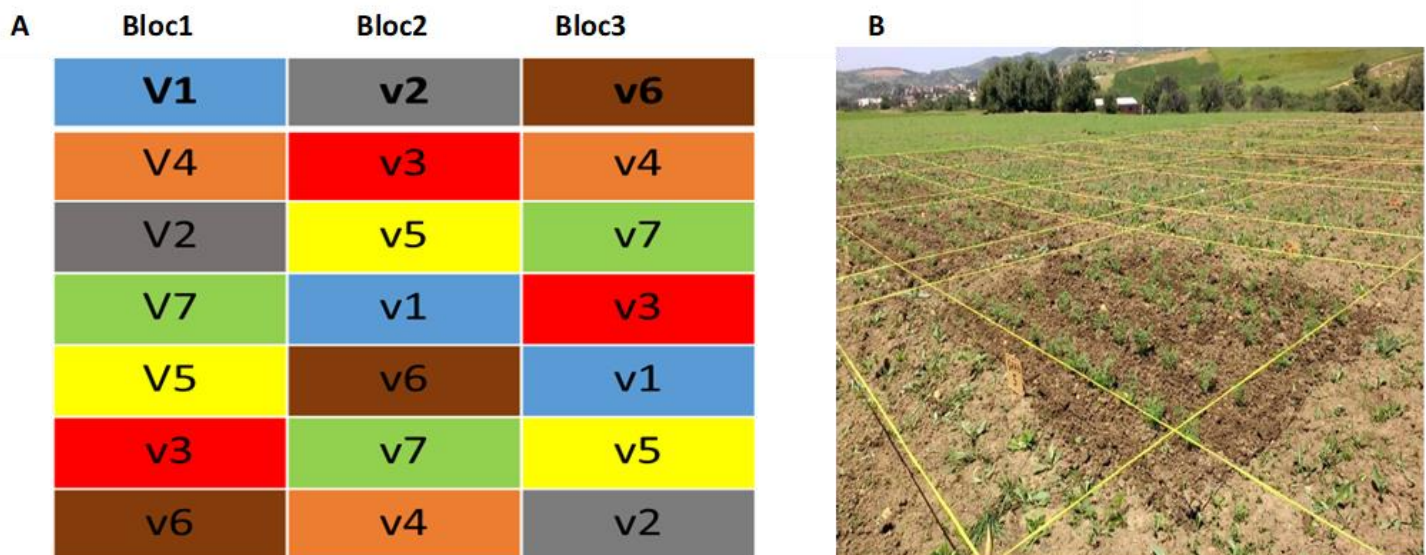 A Bloc1 Bloc2 Bloc3 B
V1 v2 v6
V4 v3 v4
V2 v5 v7
V7 v1 v3
V5 v6 v1
v3 v7 v5
v6 v4 v2